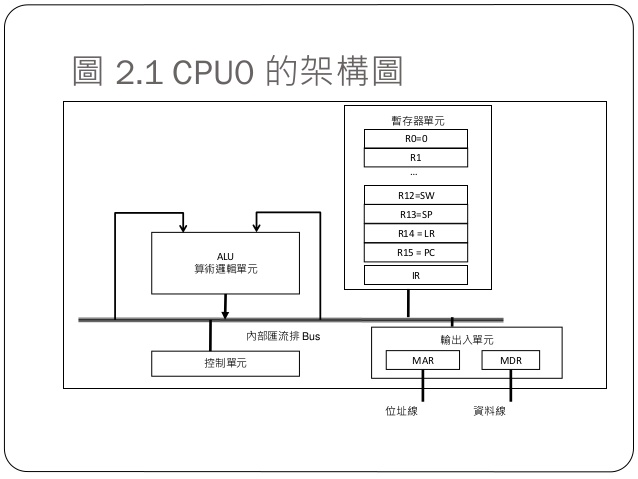 圖 2.1 CPU0 的架構圖
暫存器單元
R0=0
R1
...
R12=SW
R13=SP
R14 = LR
R15 = PC
IR
ALU
算術邏輯單元
內部匯流排 Bus
控制單元
輸出入單元
MAR
MDR
位址線
資料線